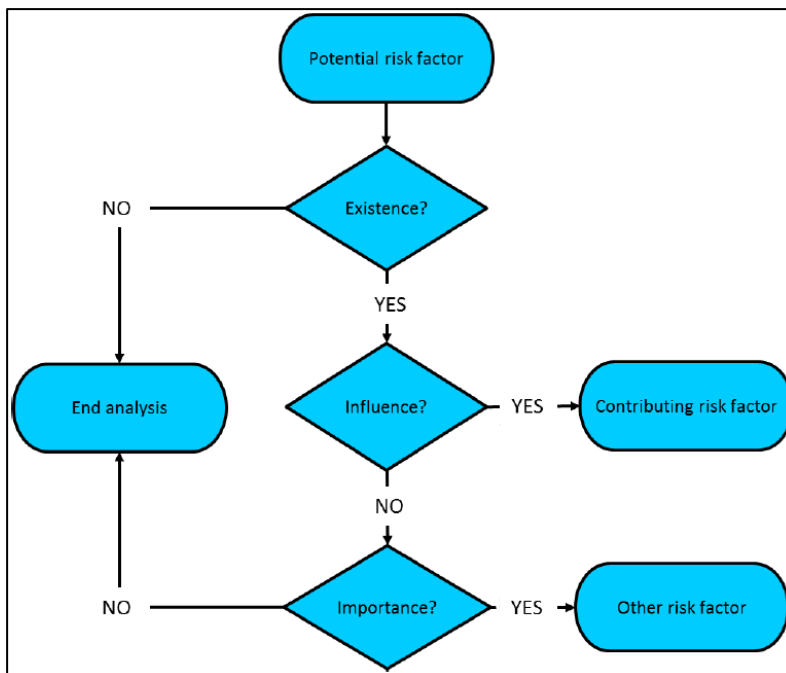 Potential risk factor
NO
Existence?
YES
End analysis
Influence?
YES
Contributing risk factor
NO
NO
Importance?
YES
Other risk factor